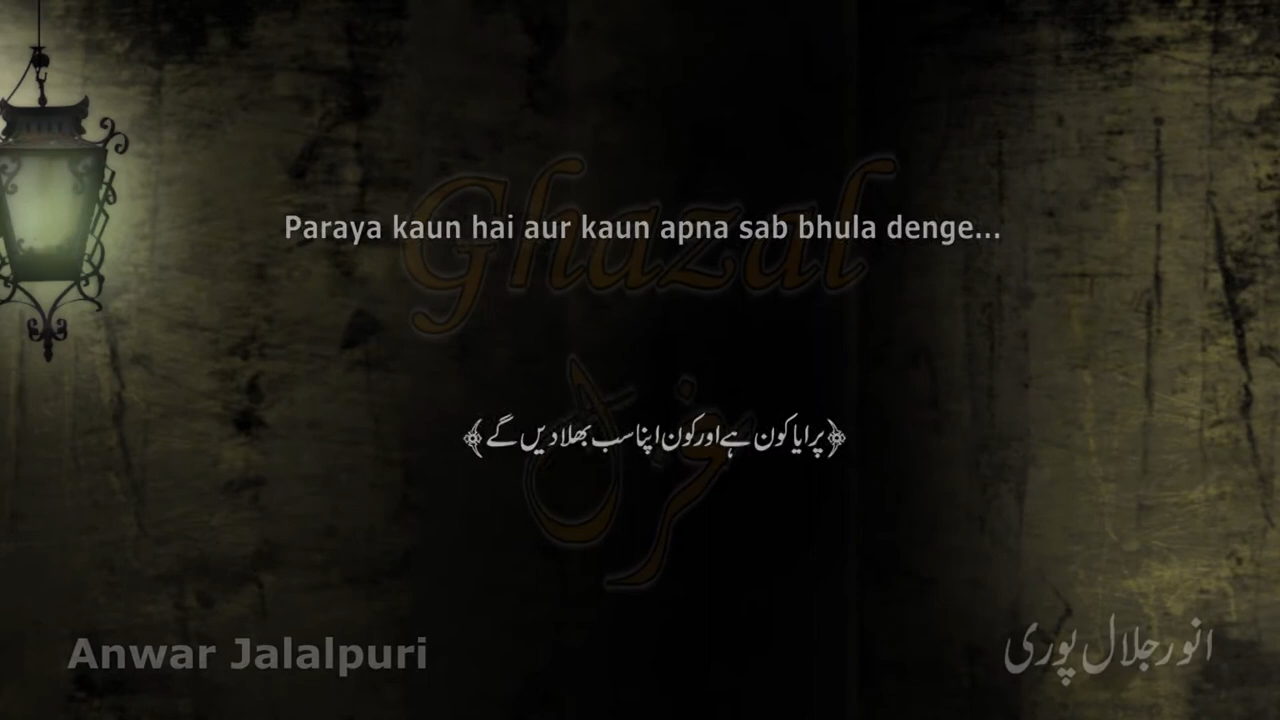 Ghazal
Paraya kaun hai aur kaun apna sab bhula denge...
غزل
﴿پرایا کون ہے اور کون اپنا سب بھلا دیں گے﴾
Anwar Jalalpuri
انور جلال پوری